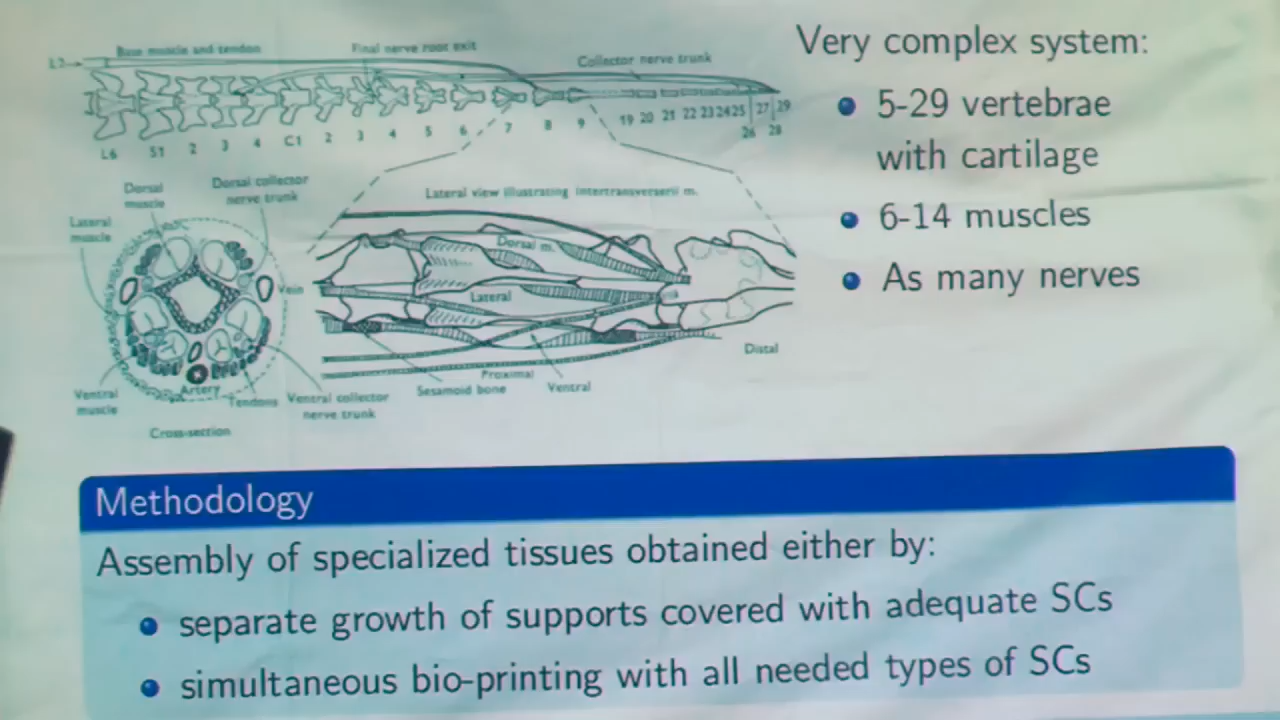 Very complex system:
5-29 vertebrae
with cartilage
6-14 muscles
As many nerves
Base muscle and tendon
Final nerve root exit
Collector nerve trunk
L6 S1 2 3 4 C1 2 3 4 5 6 7 8 9 19 20 21 22 23 24 25 26 27 28 29
Dorsal
muscle
Dorsal collector
nerve trunk
Lateral
muscle
Vein
Ventral
muscle
Artery
Tendons
Ventral collector
nerve trunk
Cross-section
Lateral view illustrating intertransversarii m.
Dorsal m.
Lateral
Distal
Proximal
Sesamoid bone
Ventral
Methodology
Assembly of specialized tissues obtained either by:
separate growth of supports covered with adequate SCs
simultaneous bio-printing with all needed types of SCs